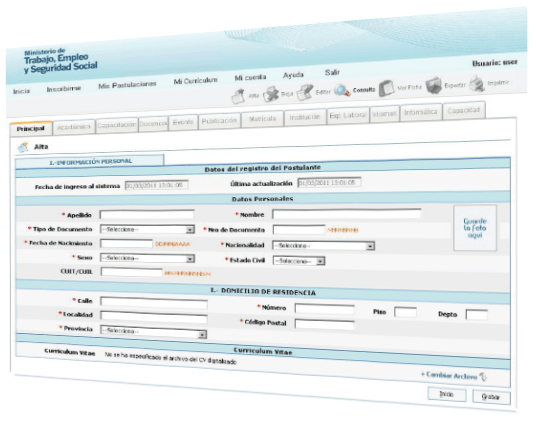 Ministerio de
Trabajo, Empleo
y Seguridad Social
Usuario: user
Inicio Inscribirme Mis Postulaciones Mi Curriculum Mi cuenta Ayuda Salir
Alta Baja Editar Consulta Ver Ficha Exportar Imprimir
Principal Académica Capacitación Docencia Evento Publicación Matrícula Institución Exp. Laboral Idiomas Informática Capacidad
Alta
1.-INFORMACIÓN PERSONAL
Datos del registro del Postulante
Fecha de ingreso al sistema 01/03/2011 13:01:05 Última actualización 01/03/2011 13:01:05
Datos Personales
* Apellido * Nombre
Guarde
la foto
aquí
* Tipo de Documento --Seleccione-- * Nro de Documento
* Fecha de Nacimiento DD/MM/AAAA * Nacionalidad --Seleccione--
* Sexo --Seleccione-- * Estado Civil --Seleccione--
CUIT/CUIL
1.- DOMICILIO DE RESIDENCIA
* Calle * Número Piso Depto
* Localidad * Código Postal
* Provincia --Seleccione--
Curriculum Vitae
Curriculum Vitae No se ha especificado el archivo del CV digitalizado
+ Cambiar Archivo
Inicio Grabar